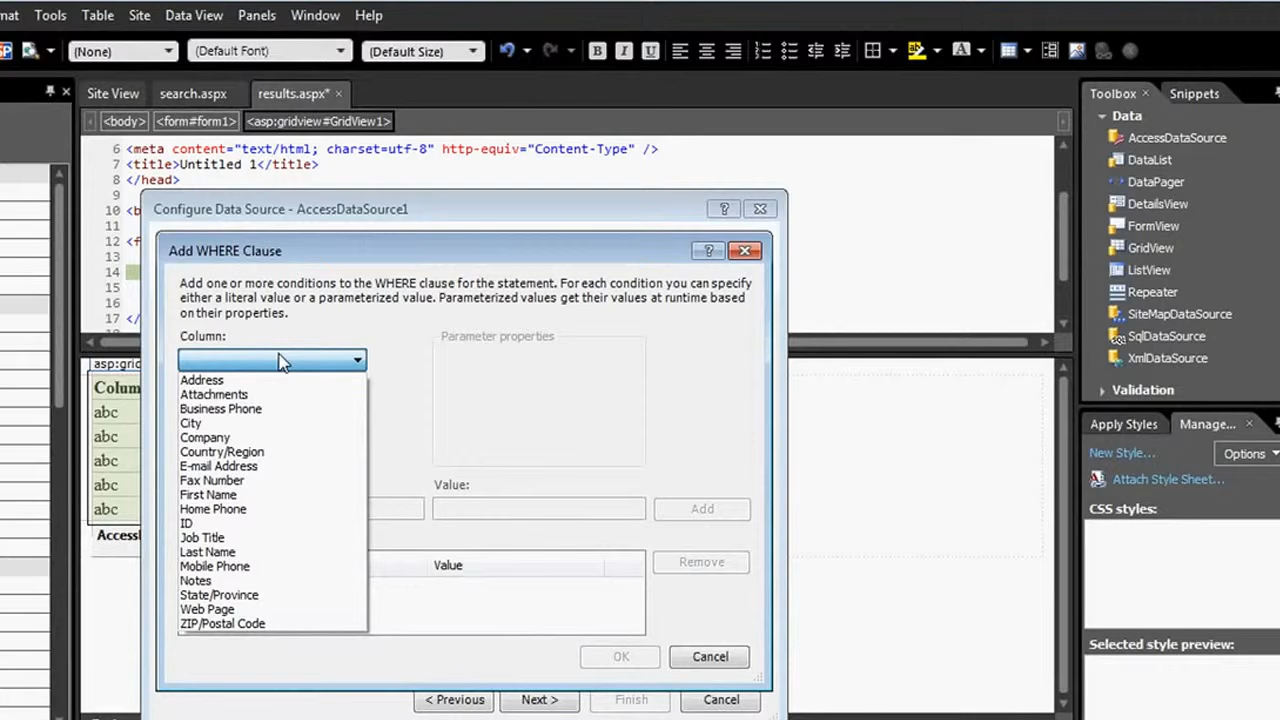 mat Tools Table Site Data View Panels Window Help
(None) (Default Font) (Default Size) B I U A
Site View search.aspx results.aspx*
<body> <form#form1> <asp:gridview#GridView1>
6 <meta content="text/html; charset=utf-8" http-equiv="Content-Type" />
7 <title>Untitled 1</title>
8 </head>
9
10 <b
11
12 <f
13
14
15
16
17 </
asp:grid
Colum
abc
abc
abc
abc
abc
Access
Configure Data Source - AccessDataSource1
Add WHERE Clause
Add one or more conditions to the WHERE clause for the statement. For each condition you can specify
either a literal value or a parameterized value. Parameterized values get their values at runtime based
on their properties.
Column:
Address
Attachments
Business Phone
City
Company
Country/Region
E-mail Address
Fax Number
First Name
Home Phone
ID
Job Title
Last Name
Mobile Phone
Notes
State/Province
Web Page
ZIP/Postal Code
Parameter properties
Value:
Add
Value
Remove
OK Cancel
< Previous Next > Finish Cancel
Toolbox Snippets
Data
AccessDataSource
DataList
DataPager
DetailsView
FormView
GridView
ListView
Repeater
SiteMapDataSource
SqlDataSource
XmlDataSource
Validation
Apply Styles Manage...
New Style... Options
Attach Style Sheet...
CSS styles:
Selected style preview: